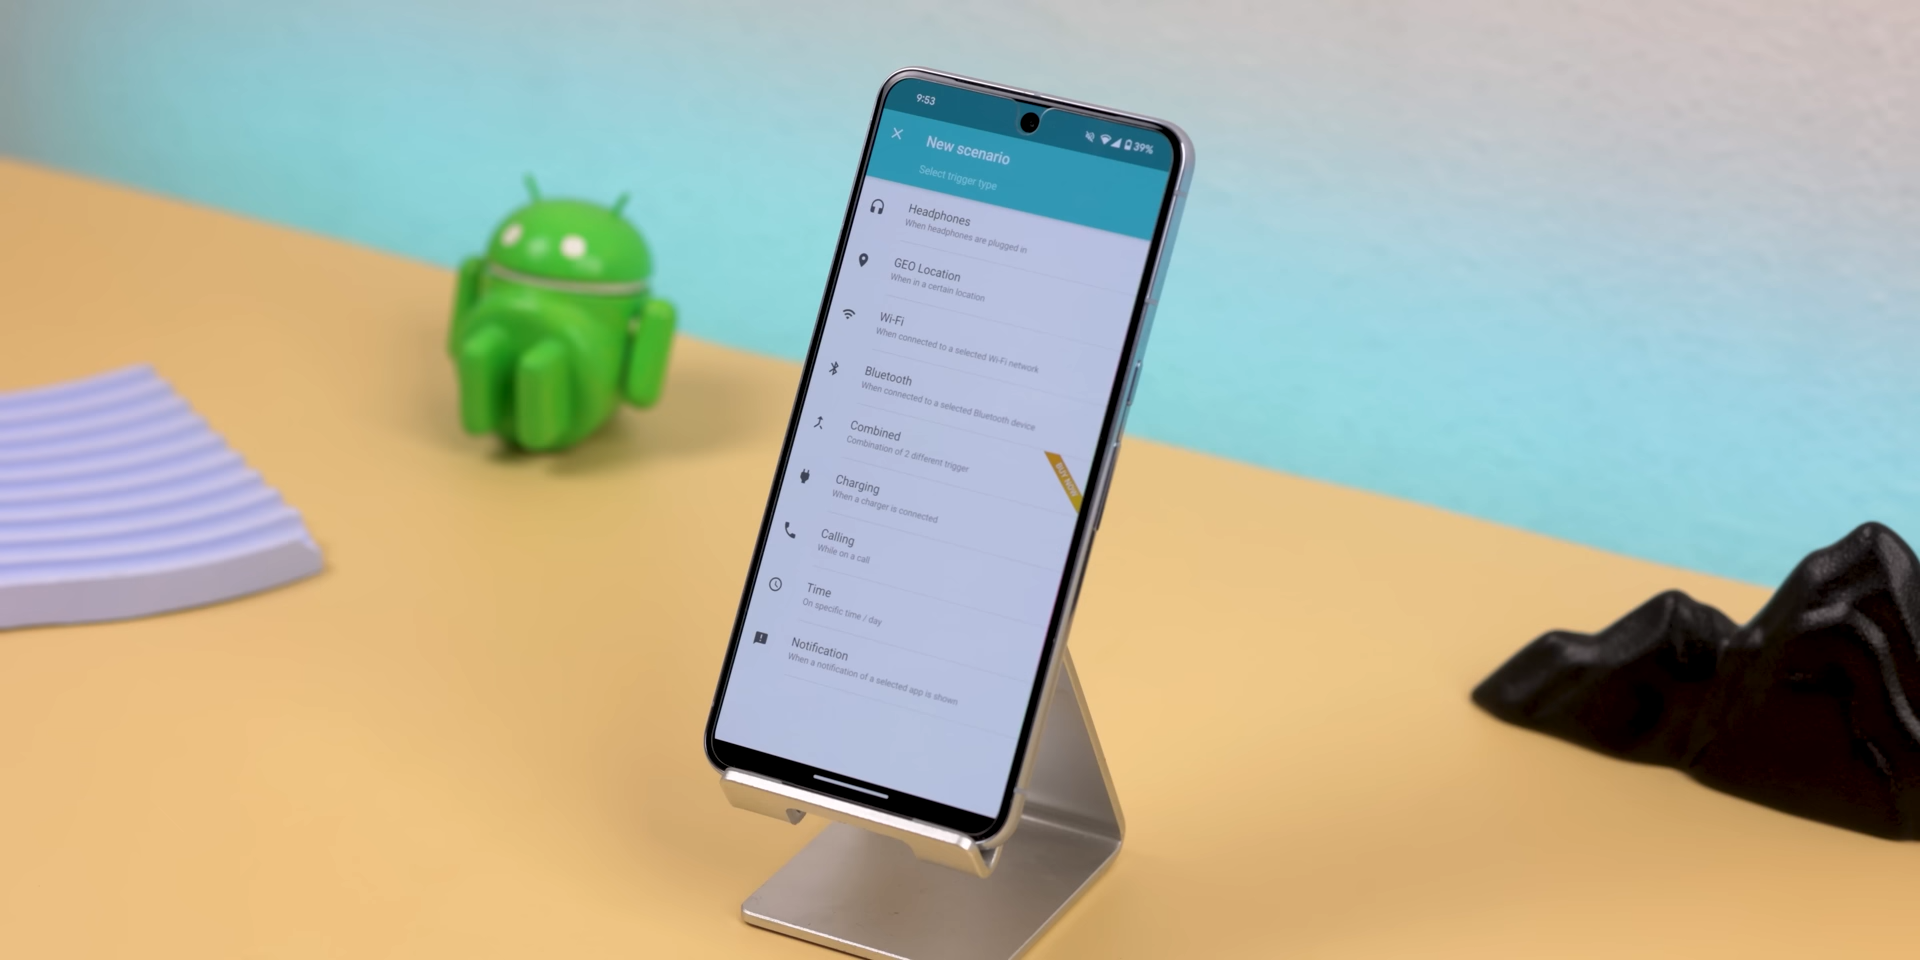 9:53
39%
New scenario
Select trigger type
Headphones
When headphones are plugged in
GEO Location
When in a certain location
Wi-Fi
When connected to a selected Wi-Fi network
Bluetooth
When connected to a selected Bluetooth device
Combined
Combination of 2 different trigger
BUY NOW
Charging
When a charger is connected
Calling
While on a call
Time
On specific time / day
Notification
When a notification of a selected app is shown